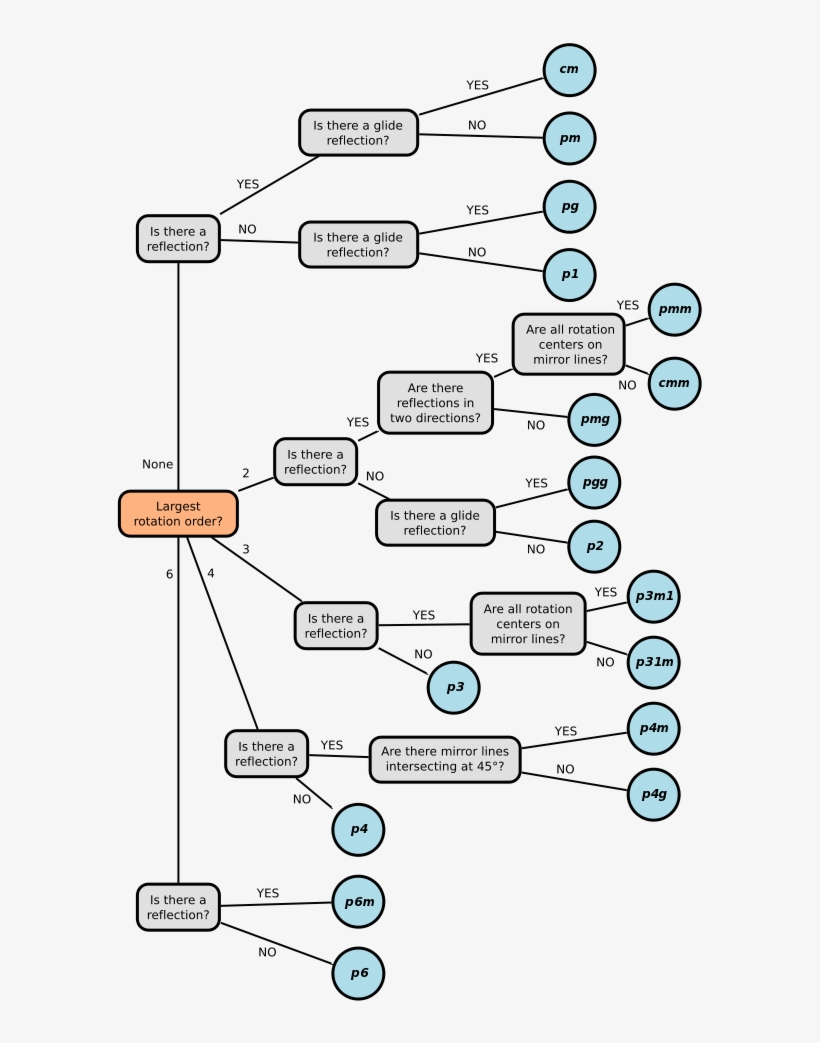 cm
YES
Is there a glide
reflection?
NO
pm
YES
pg
YES
Is there a
reflection?
NO
Is there a glide
reflection?
NO
p1
YES
pmm
Are all rotation
centers on
mirror lines?
YES
NO
cmm
Are there
reflections in
two directions?
YES
NO
pmg
Is there a
reflection?
None
2
NO
YES
pgg
Largest
rotation order?
Is there a glide
reflection?
NO
p2
3
6
4
YES
p3m1
Is there a
reflection?
YES
Are all rotation
centers on
mirror lines?
NO
NO
p31m
p3
YES
p4m
Is there a
reflection?
YES
Are there mirror lines
intersecting at 45°?
NO
p4g
NO
p4
Is there a
reflection?
YES
p6m
NO
p6